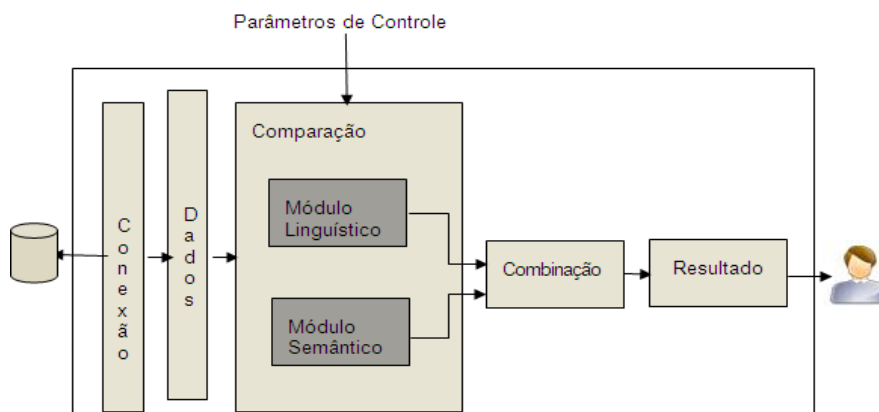 Parâmetros de Controle
Conexão
Dados
Comparação
Módulo
Linguístico
Módulo
Semântico
Combinação
Resultado